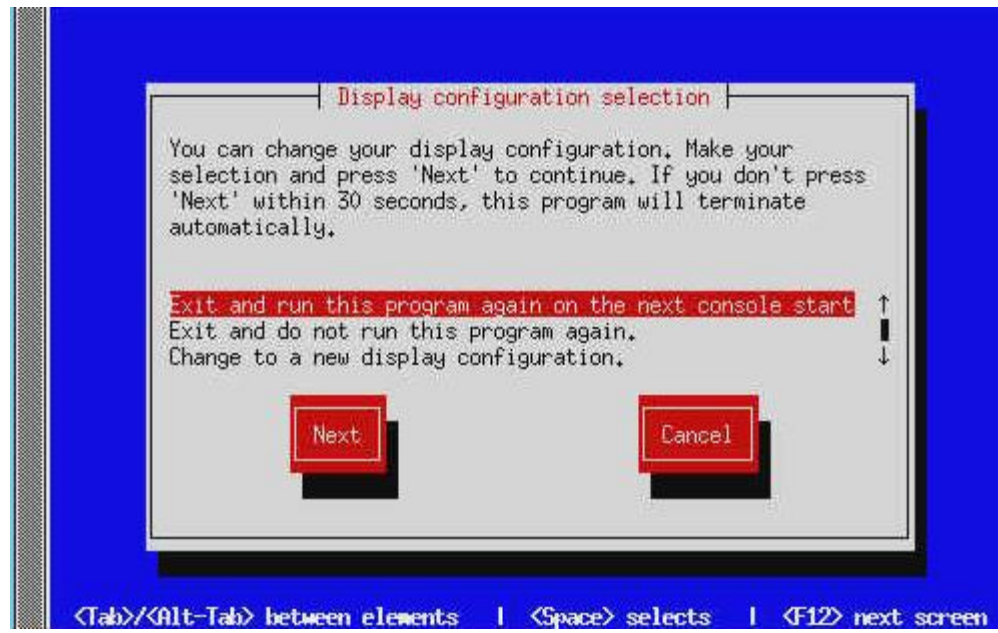 Display configuration selection
You can change your display configuration. Make your
selection and press 'Next' to continue. If you don't press
'Next' within 30 seconds, this program will terminate
automatically.
Exit and run this program again on the next console start ↑
Exit and do not run this program again.
Change to a new display configuration. ↓
Next Cancel
<Tab>/<Alt-Tab> between elements | <Space> selects | <F12> next screen